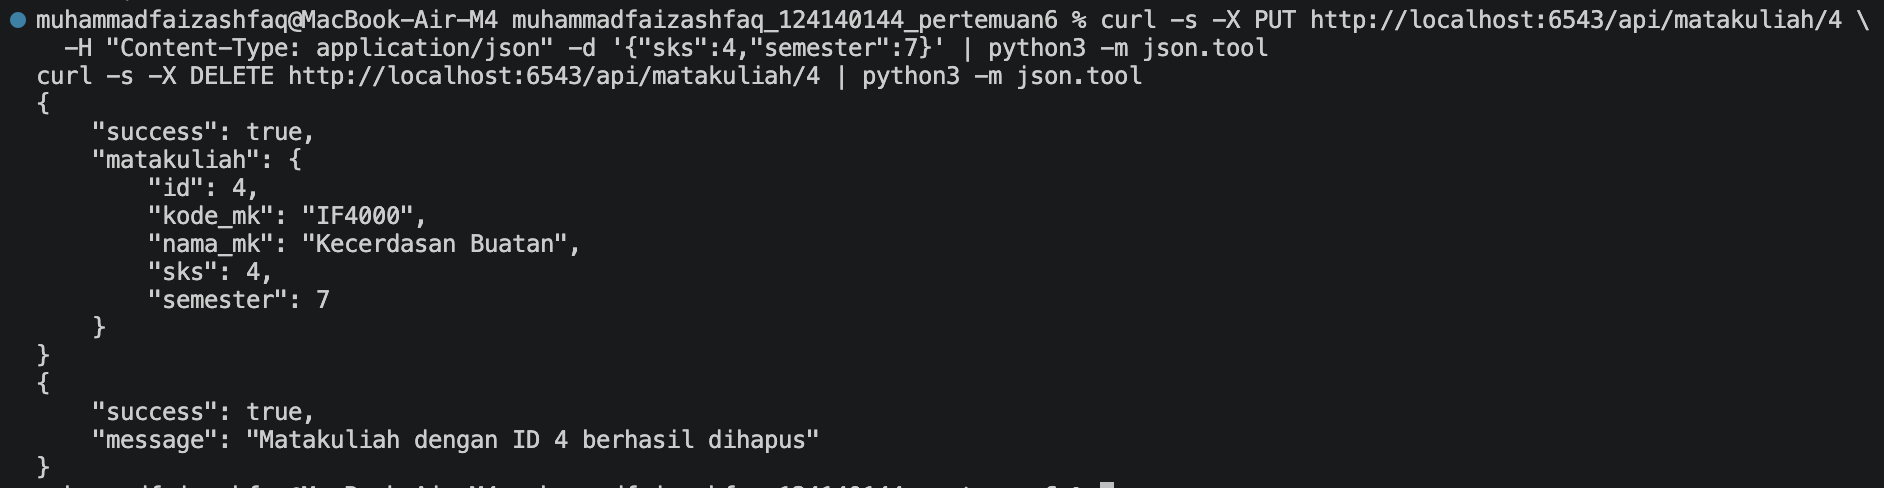 muhammadfaizashfaq@MacBook-Air-M4 muhammadfaizashfaq_124140144_pertemuan6 % curl -s -X PUT http://localhost:6543/api/matakuliah/4 \
  -H "Content-Type: application/json" -d '{"sks":4,"semester":7}' | python3 -m json.tool
curl -s -X DELETE http://localhost:6543/api/matakuliah/4 | python3 -m json.tool
{
    "success": true,
    "matakuliah": {
        "id": 4,
        "kode_mk": "IF4000",
        "nama_mk": "Kecerdasan Buatan",
        "sks": 4,
        "semester": 7
    }
}
{
    "success": true,
    "message": "Matakuliah dengan ID 4 berhasil dihapus"
}